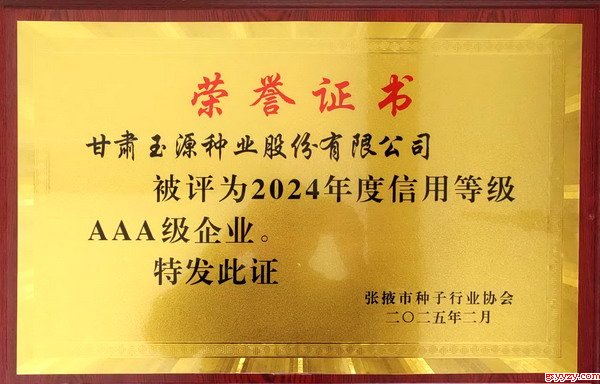 荣誉证书
甘肃玉源种业股份有限公司
被评为2024年度信用等级
AAA级企业。
特发此证
张掖市种子行业协会
二〇二五年二月
gsyyzy.com